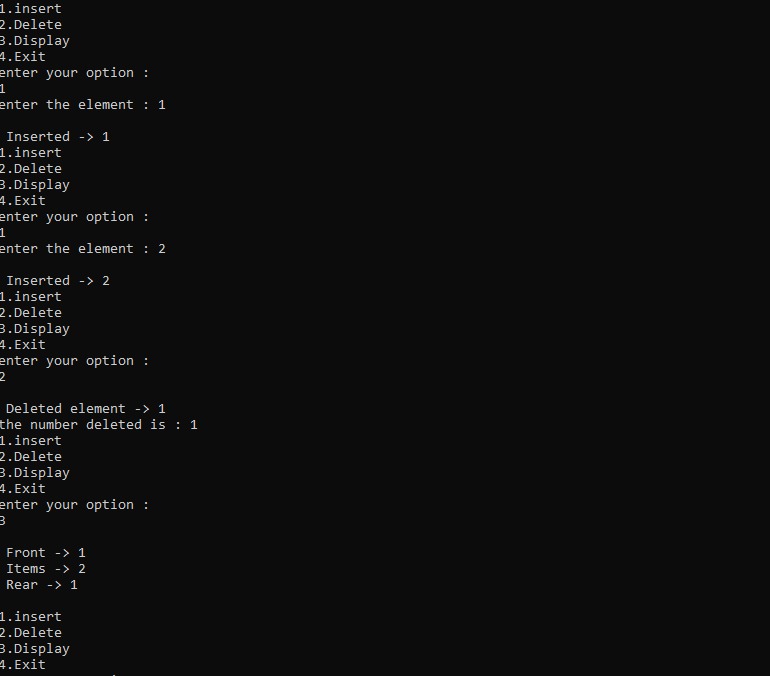 1.insert
2.Delete
3.Display
4.Exit
enter your option :
1
enter the element : 1
Inserted -> 1
1.insert
2.Delete
3.Display
4.Exit
enter your option :
1
enter the element : 2
Inserted -> 2
1.insert
2.Delete
3.Display
4.Exit
enter your option :
2
Deleted element -> 1
the number deleted is : 1
1.insert
2.Delete
3.Display
4.Exit
enter your option :
3
Front -> 1
Items -> 2
Rear -> 1
1.insert
2.Delete
3.Display
4.Exit